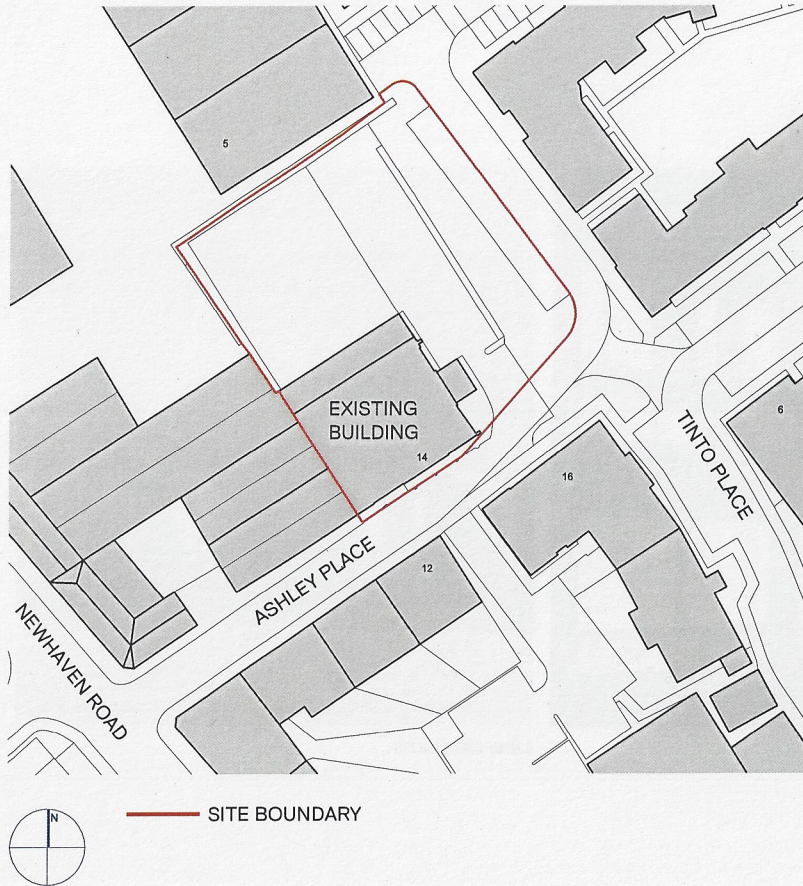 5
EXISTING
BUILDING
14
16
6
TINTO PLACE
12
ASHLEY PLACE
NEWHAVEN ROAD
N
SITE BOUNDARY